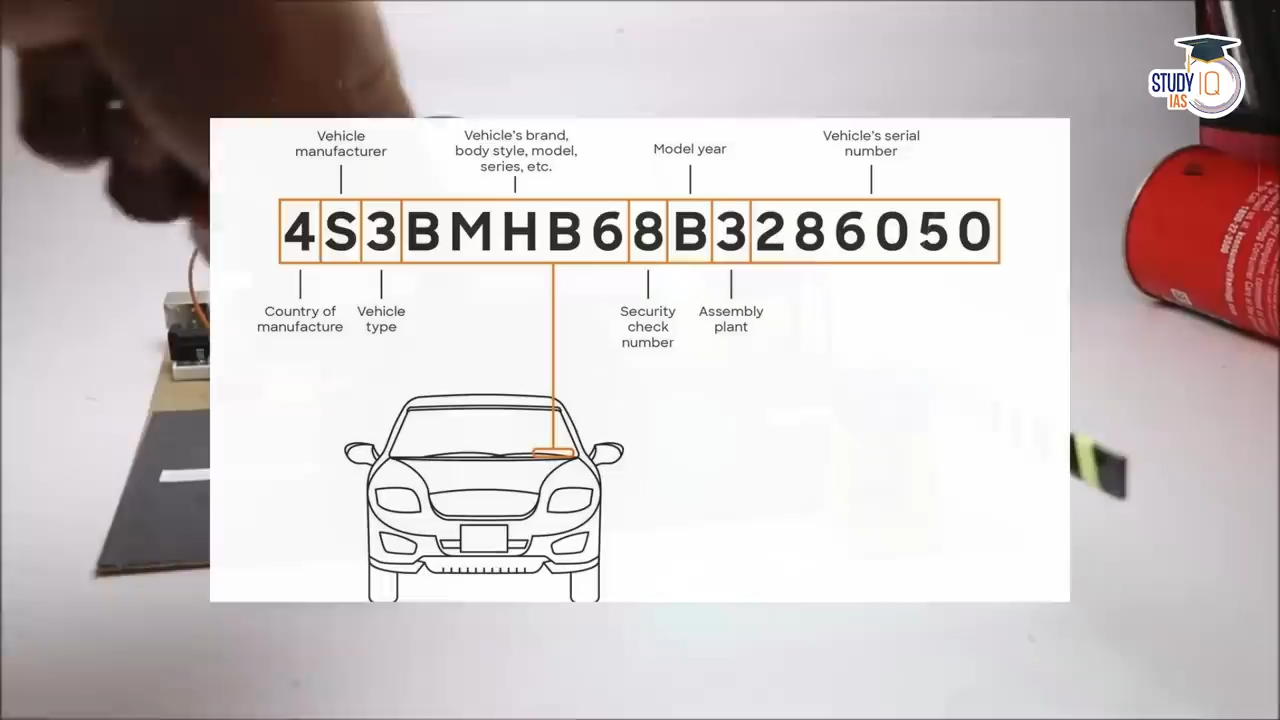 STUDY IQ
IAS
Vehicle
manufacturer
Vehicle's brand,
body style, model,
series, etc.
Model year
Vehicle's serial
number
4S3BMHB68B3286050
Country of
manufacture
Vehicle
type
Security
check
number
Assembly
plant